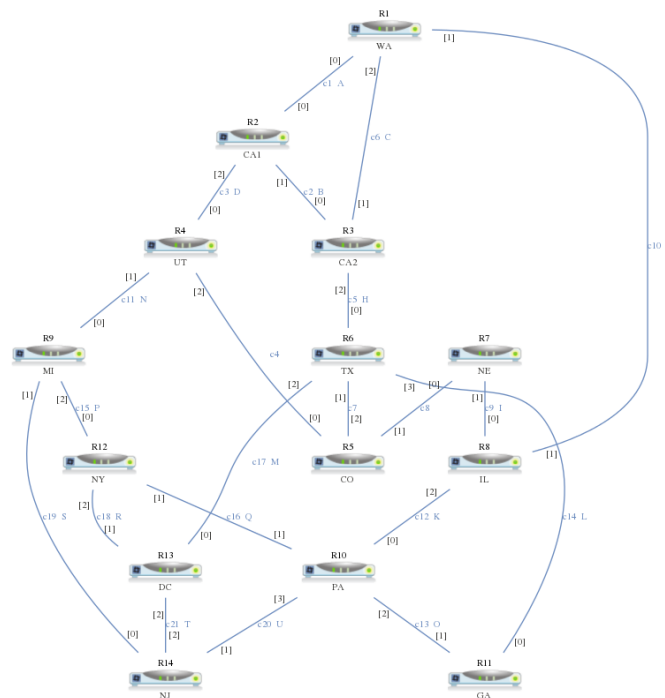 R1
[1]
WA
[0]
[2]
c1 A
[0]
R2
c6 C
CA1
[2]
[1]
c3 D
c2 B
[0]
[0]
[1]
R4
R3
UT
CA2
c10
[1]
[2]
[2]
c11 N
c5 H
[0]
[0]
R9
R6
R7
MI
TX
NE
c4
[1]
[2]
[2]
[3]
[0]
c15 P
[1]
c7
c8
[1]
c9 I
[0]
[0]
[2]
[1]
[0]
R12
R5
R8
[1]
NY
c17 M
CO
IL
[2]
[1]
[2]
c19 S
c18 R
c16 Q
c12 K
c14 L
[1]
[0]
[1]
[0]
R13
R10
DC
PA
[2]
[3]
[2]
c21 T
c20 U
c13 O
[0]
[2]
[1]
[1]
[0]
R14
R11
NJ
GA